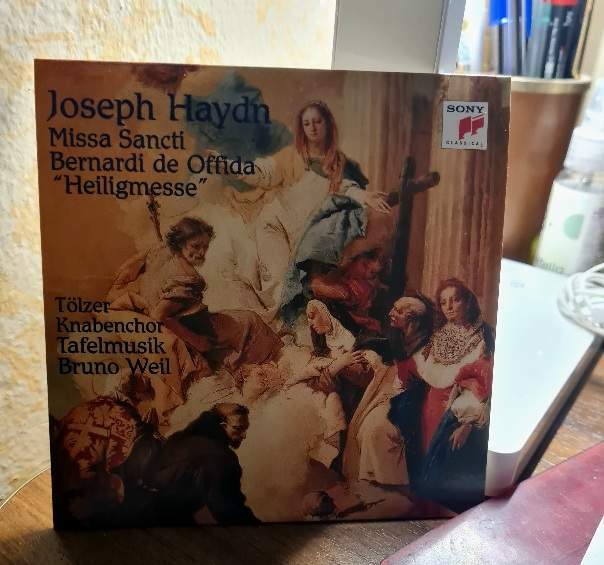 Joseph Haydn
Missa Sancti
Bernardi de Offida
“Heiligmesse”
SONY
CLASSICAL
Tölzer
Knabenchor
Tafelmusik
Bruno Weil